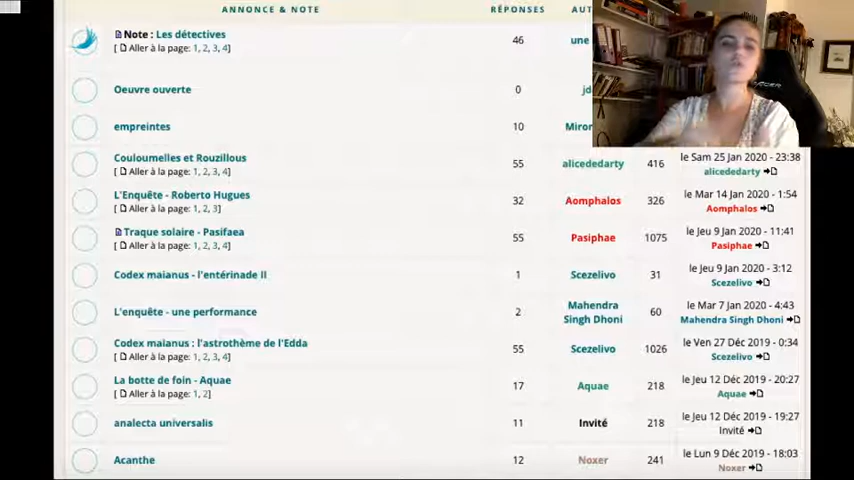 ANNONCE & NOTE RÉPONSES AUT
Note : Les détectives 46 une
[ Aller à la page: 1, 2, 3, 4]
Oeuvre ouverte 0 jd
empreintes 10 Miror
Couloumelles et Rouzillous 55 alicededarty 416 le Sam 25 Jan 2020 - 23:38
[ Aller à la page: 1, 2, 3, 4] alicededarty
L'Enquête - Roberto Hugues 32 Aomphalos 326 le Mar 14 Jan 2020 - 1:54
[ Aller à la page: 1, 2, 3] Aomphalos
Traque solaire - Pasifaea 55 Pasiphae 1075 le Jeu 9 Jan 2020 - 11:41
[ Aller à la page: 1, 2, 3, 4] Pasiphae
Codex maianus - l'entérinade II 1 Scezelivo 31 le Jeu 9 Jan 2020 - 3:12
Scezelivo
L'enquête - une performance 2 Mahendra Singh Dhoni 60 le Mar 7 Jan 2020 - 4:43
Mahendra Singh Dhoni
Codex maianus : l'astrothème de l'Edda 55 Scezelivo 1026 le Ven 27 Déc 2019 - 0:34
[ Aller à la page: 1, 2, 3, 4] Scezelivo
La botte de foin - Aquae 17 Aquae 218 le Jeu 12 Déc 2019 - 20:27
[ Aller à la page: 1, 2] Aquae
analecta universalis 11 Invité 218 le Jeu 12 Déc 2019 - 19:27
Invité
Acanthe 12 Noxer 241 le Lun 9 Déc 2019 - 18:03
Noxer